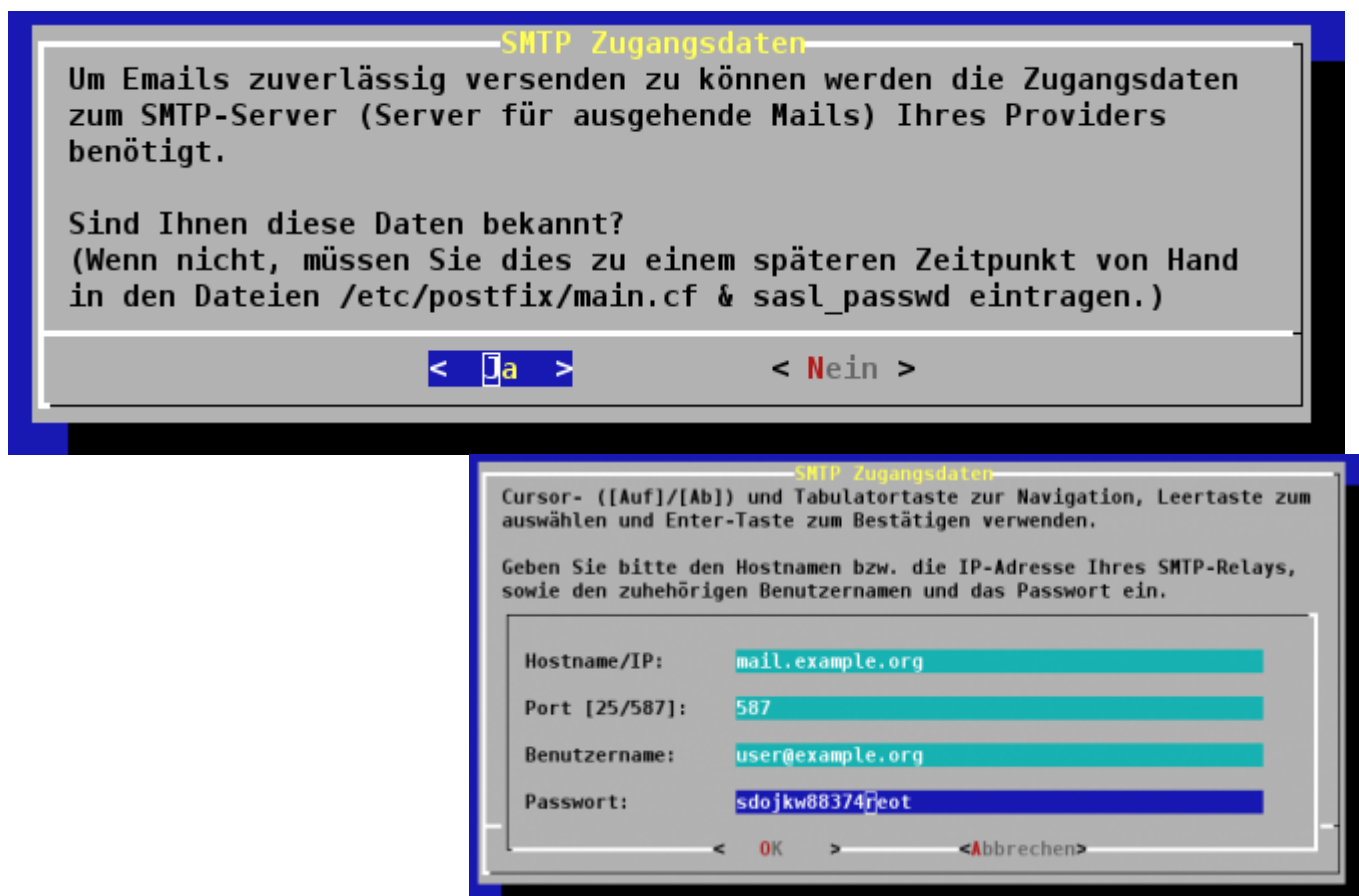 SMTP Zugangsdaten
Um Emails zuverlässig versenden zu können werden die Zugangsdaten
zum SMTP-Server (Server für ausgehende Mails) Ihres Providers
benötigt.
Sind Ihnen diese Daten bekannt?
(Wenn nicht, müssen Sie dies zu einem späteren Zeitpunkt von Hand
in den Dateien /etc/postfix/main.cf & sasl_passwd eintragen.)
< Ja > < Nein >
SMTP Zugangsdaten
Cursor- ([Auf]/[Ab]) und Tabulatortaste zur Navigation, Leertaste zum
auswählen und Enter-Taste zum Bestätigen verwenden.
Geben Sie bitte den Hostnamen bzw. die IP-Adresse Ihres SMTP-Relays,
sowie den zuhehörigen Benutzernamen und das Passwort ein.
Hostname/IP: mail.example.org
Port [25/587]: 587
Benutzername: user@example.org
Passwort: sdojkw88374reot
< OK > <Abbrechen>